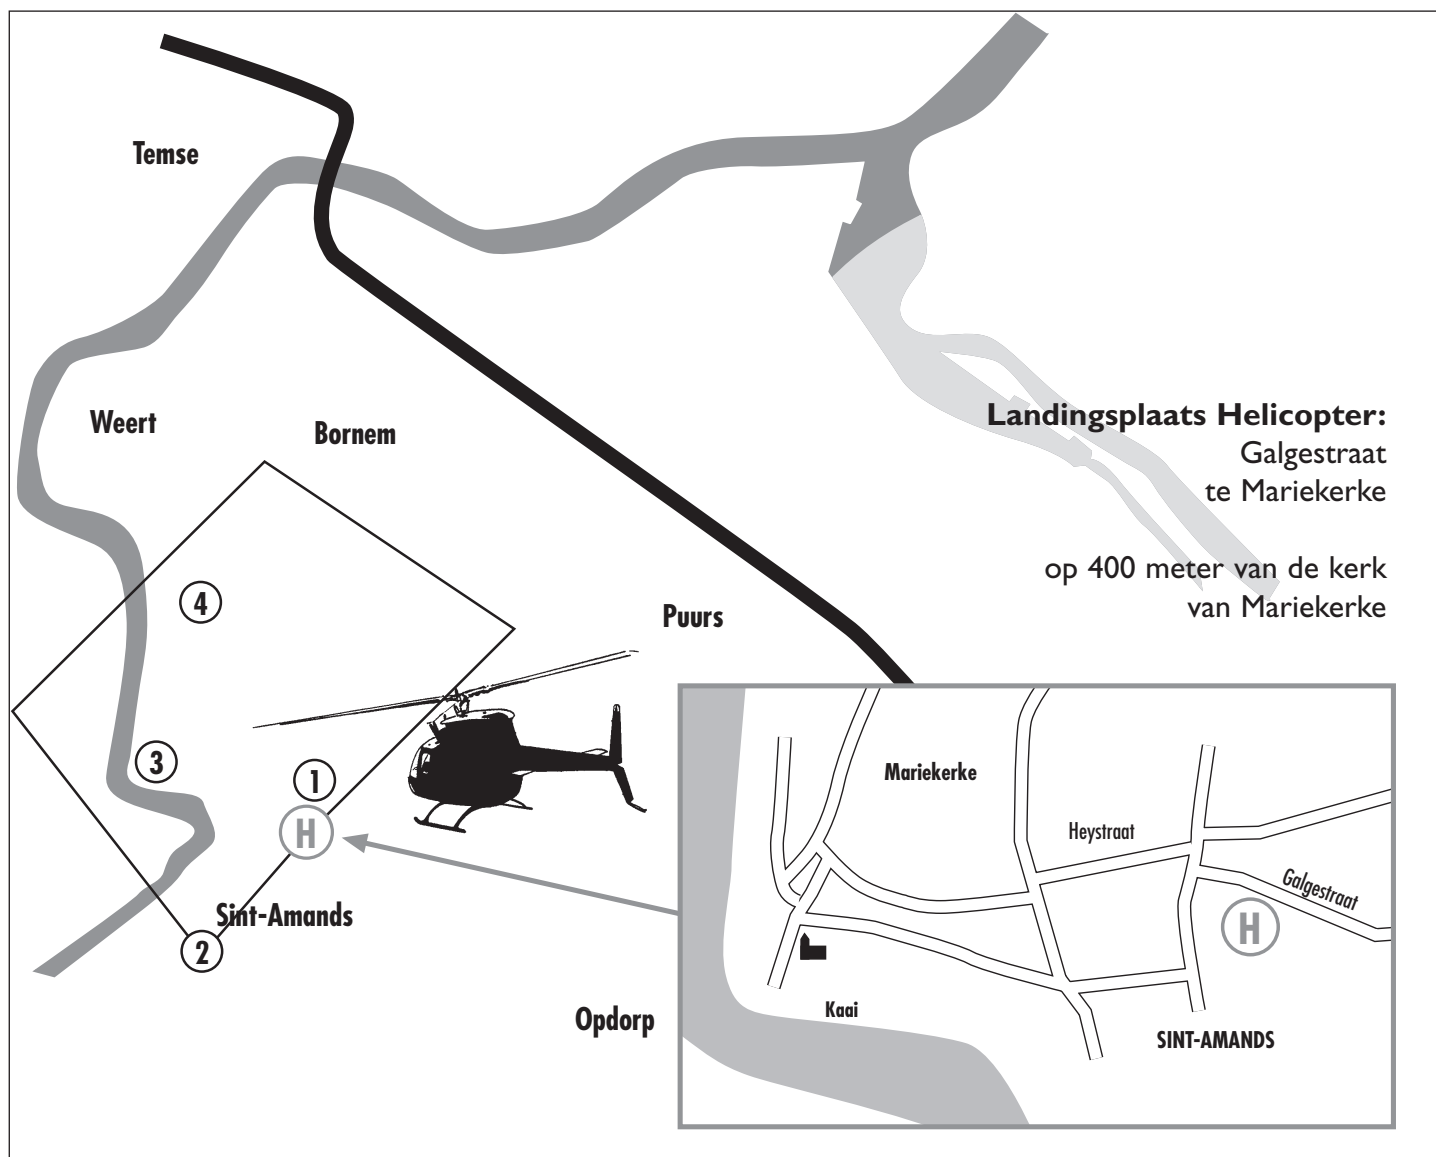 Temse
Weert
Bornem
Landingsplaats Helicopter:
Galgestraat
te Mariekerke
op 400 meter van de kerk
van Mariekerke
4
Puurs
3
1
H
Sint-Amands
2
Opdorp
Mariekerke
Heystraat
Galgestraat
H
Kaai
SINT-AMANDS